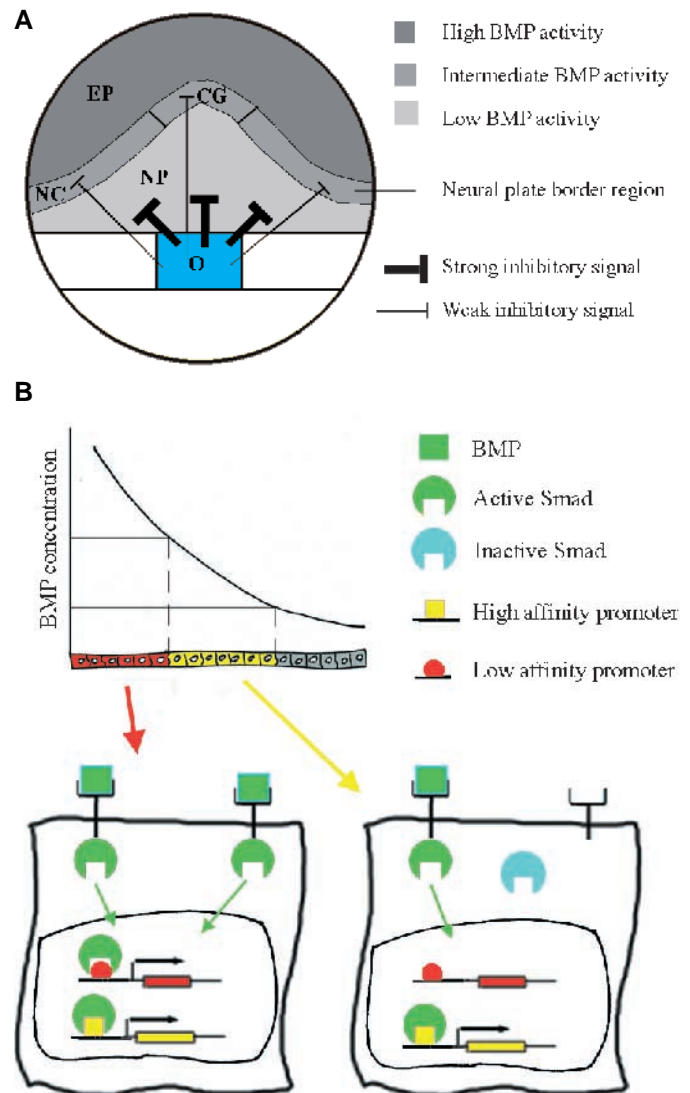 A
High BMP activity
Intermediate BMP activity
Low BMP activity
EP
CG
NC
NP
Neural plate border region
O
Strong inhibitory signal
Weak inhibitory signal
B
BMP concentration
BMP
Active Smad
Inactive Smad
High affinity promoter
Low affinity promoter